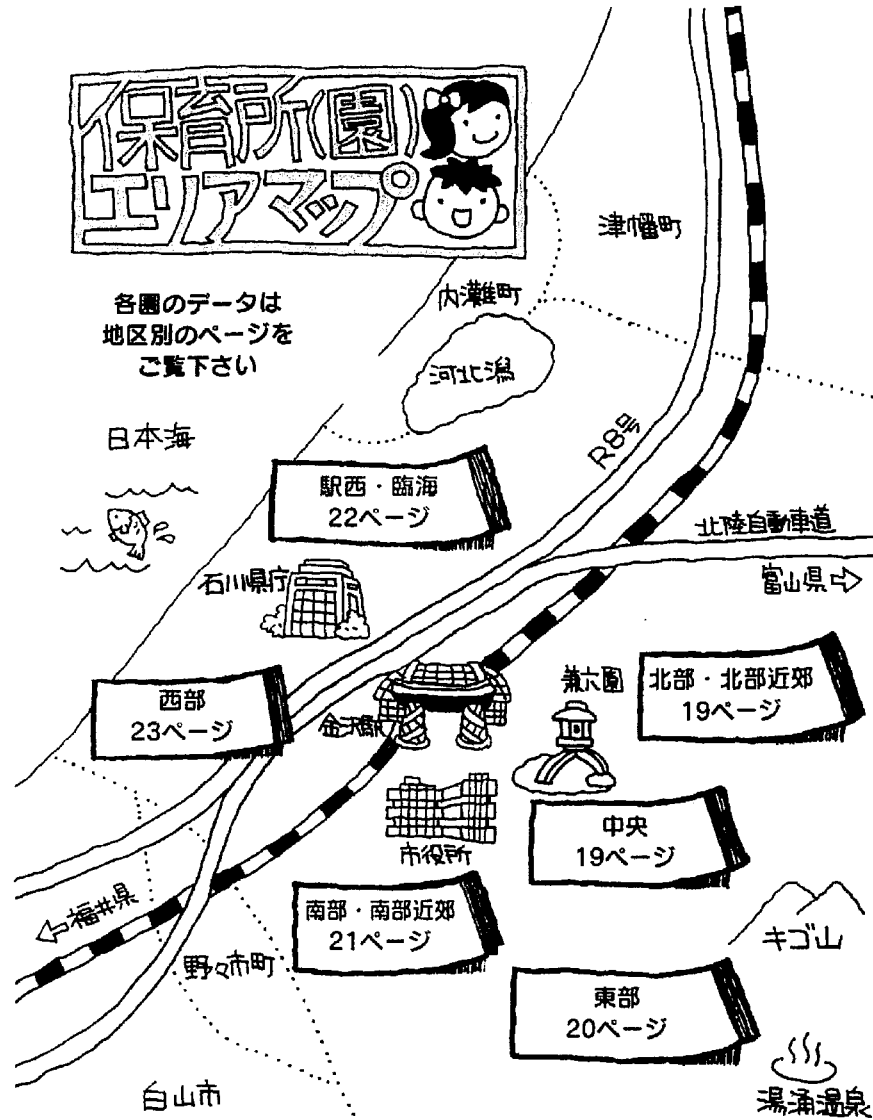 保育所(園)
エリアマップ
各園のデータは
地区別のページを
ご覧下さい
津幡町
内灘町
河北潟
日本海
R8号
駅西・臨海
22ページ
北陸自動車道
富山県
石川県庁
西部
23ページ
金沢駅
兼六園
北部・北部近郊
19ページ
中央
19ページ
市役所
南部・南部近郊
21ページ
福井県
野々市町
キゴ山
東部
20ページ
白山市
湯涌温泉